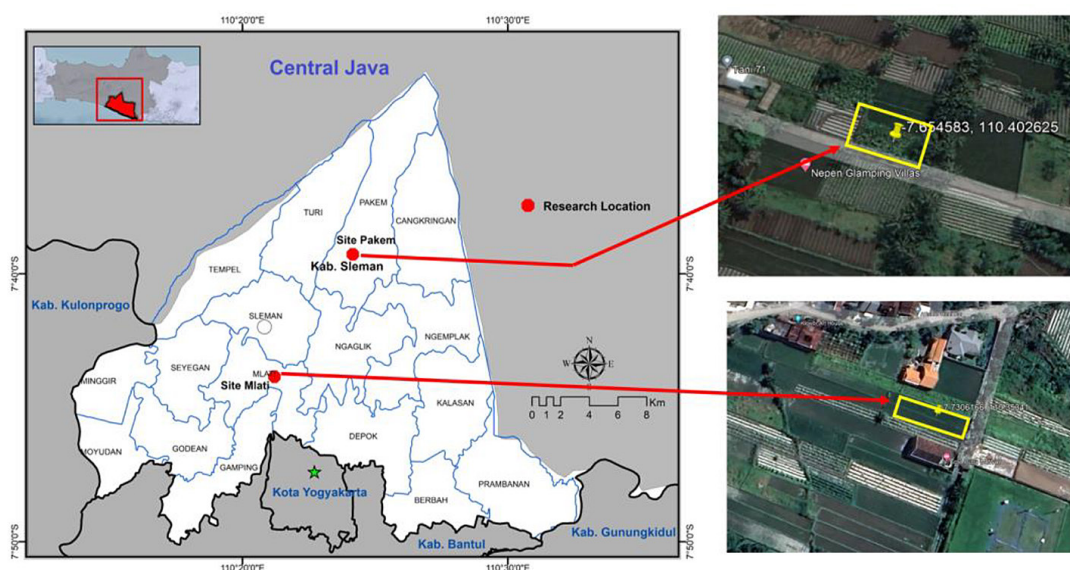 110°20'0"E
110°30'0"E
Central Java
TURI
PAKEM
CANGKRINGAN
Research Location
Site Pakem
Kab. Sleman
TEMPEL
7°40'0"S
7°40'0"S
Kab. Kulonprogo
SLEMAN
NGAGLIK
NGEMPLAK
SEYEGAN
MLATI
Site Mlati
MINGGIR
KALASAN
N
W
E
S
0 1 2 4 6 8
Km
MOYUDAN
GODEAN
GAMPING
DEPOK
Kota Yogyakarta
BERBAH
PRAMBANAN
Kab. Bantul
Kab. Gunungkidul
7°50'0"S
7°50'0"S
110°20'0"E
110°30'0"E
Tani 71
-7.654583, 110.402625
Nepen Glamping Villas